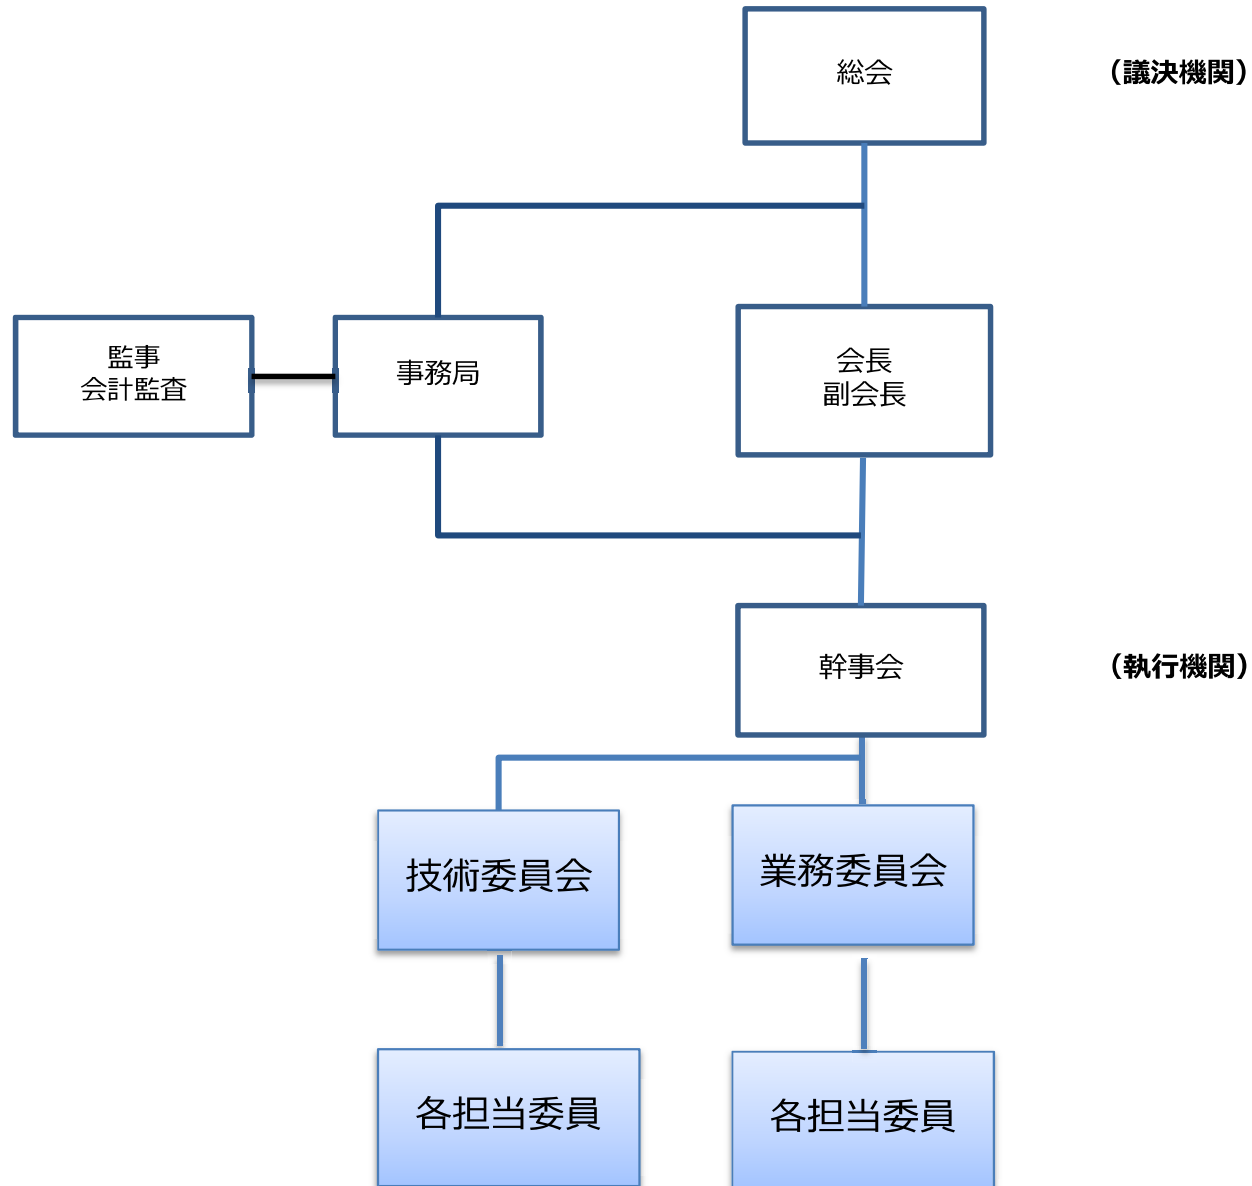 総会
（議決機関）
監事
会計監査
事務局
会長
副会長
幹事会
（執行機関）
技術委員会
業務委員会
各担当委員
各担当委員